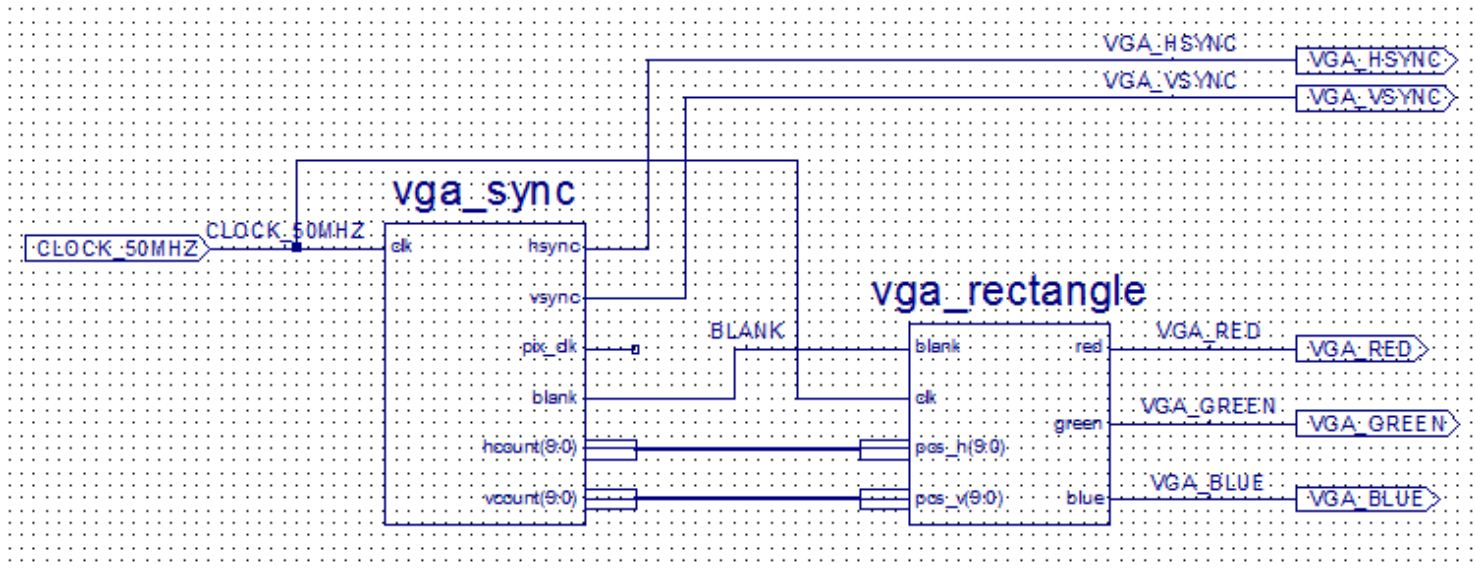 VGA_HSYNC
VGA_HSYNC
VGA_VSYNC
VGA_VSYNC
vga_sync
CLOCK_50MHZ
CLOCK_50MHZ
clk
hsync
vsync
pix_clk
blank
hcount(9:0)
vcount(9:0)
BLANK
vga_rectangle
blank
red
clk
green
pos_h(9:0)
pos_v(9:0)
blue
VGA_RED
VGA_RED
VGA_GREEN
VGA_GREEN
VGA_BLUE
VGA_BLUE